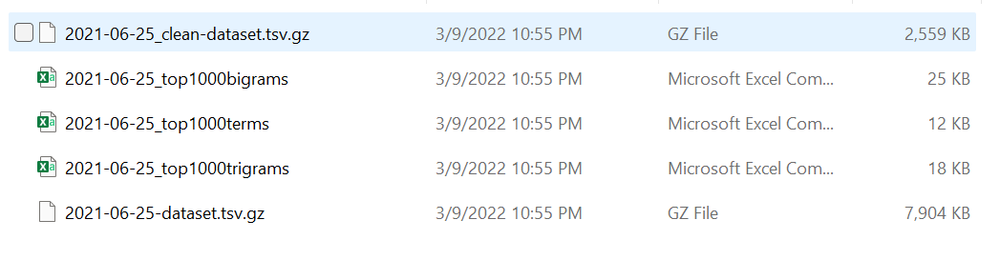 2021-06-25_clean-dataset.tsv.gz 3/9/2022 10:55 PM GZ File 2,559 KB
2021-06-25_top1000bigrams 3/9/2022 10:55 PM Microsoft Excel Com... 25 KB
2021-06-25_top1000terms 3/9/2022 10:55 PM Microsoft Excel Com... 12 KB
2021-06-25_top1000trigrams 3/9/2022 10:55 PM Microsoft Excel Com... 18 KB
2021-06-25-dataset.tsv.gz 3/9/2022 10:55 PM GZ File 7,904 KB